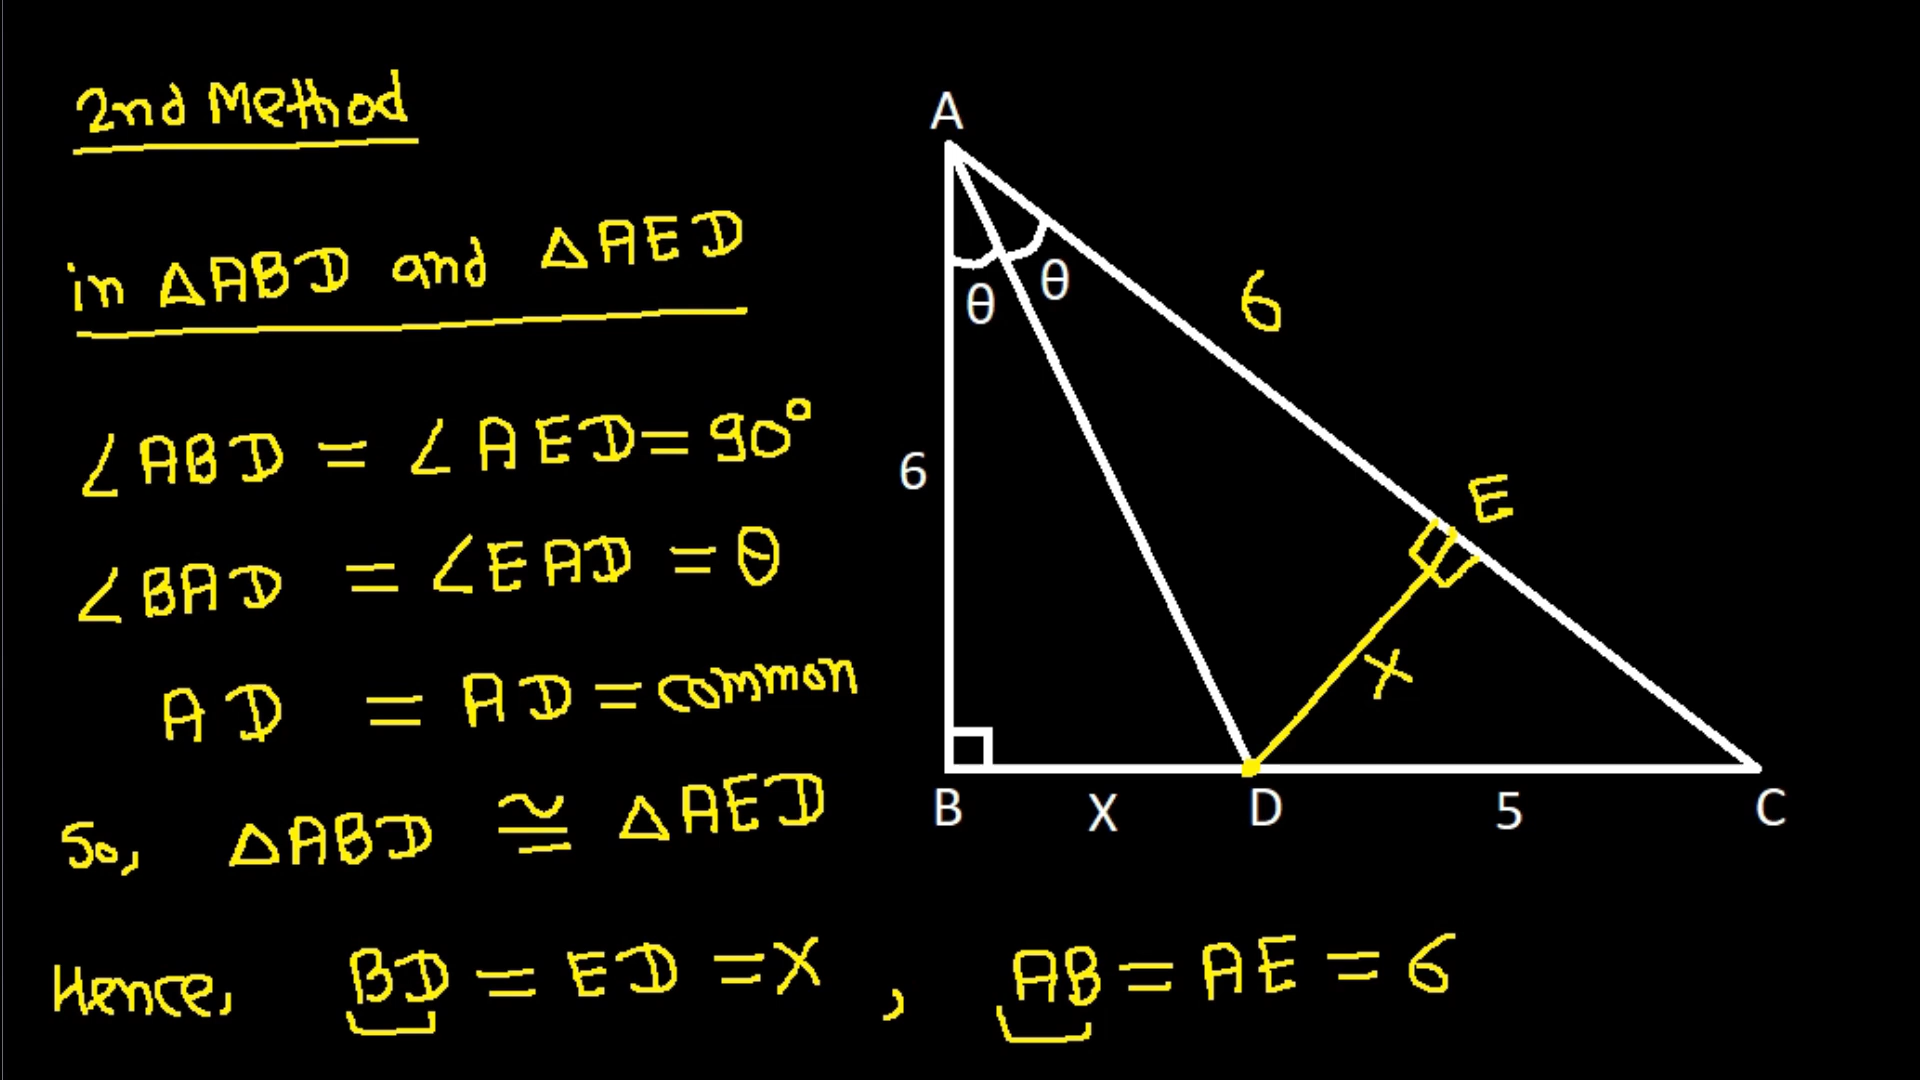 2nd Method
in ΔABD and ΔAED
∠ABD = ∠AED = 90°
∠BAD = ∠EAD = θ
AD = AD = common
So, ΔABD ≅ ΔAED
Hence, BD = ED = X , AB = AE = 6
A
θ θ
6
6
E
X
B X D 5 C